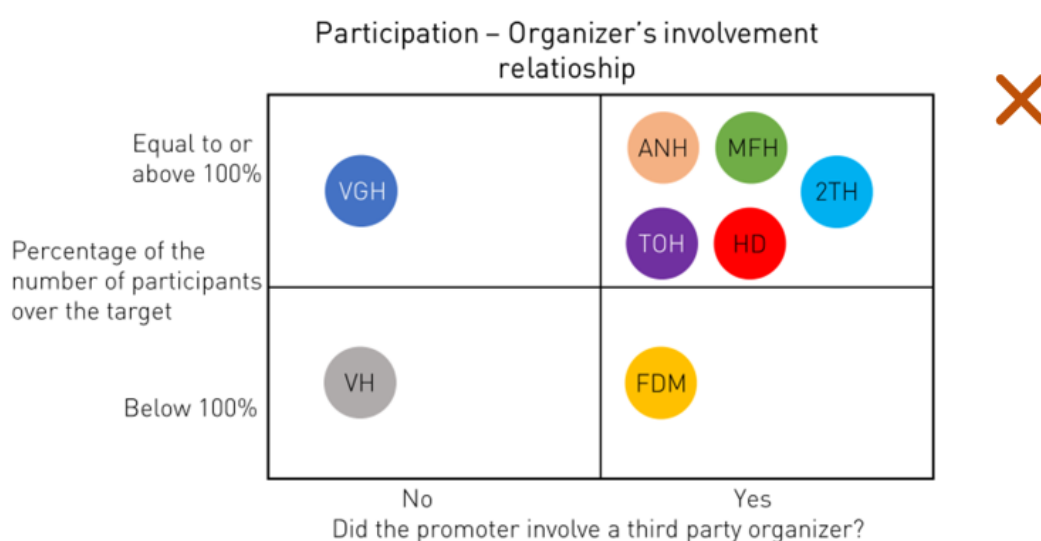 Participation – Organizer's involvement
relatioship
Equal to or
above 100%
VGH
ANH
MFH
2TH
TOH
HD
Percentage of the
number of participants
over the target
VH
FDM
Below 100%
No
Yes
Did the promoter involve a third party organizer?